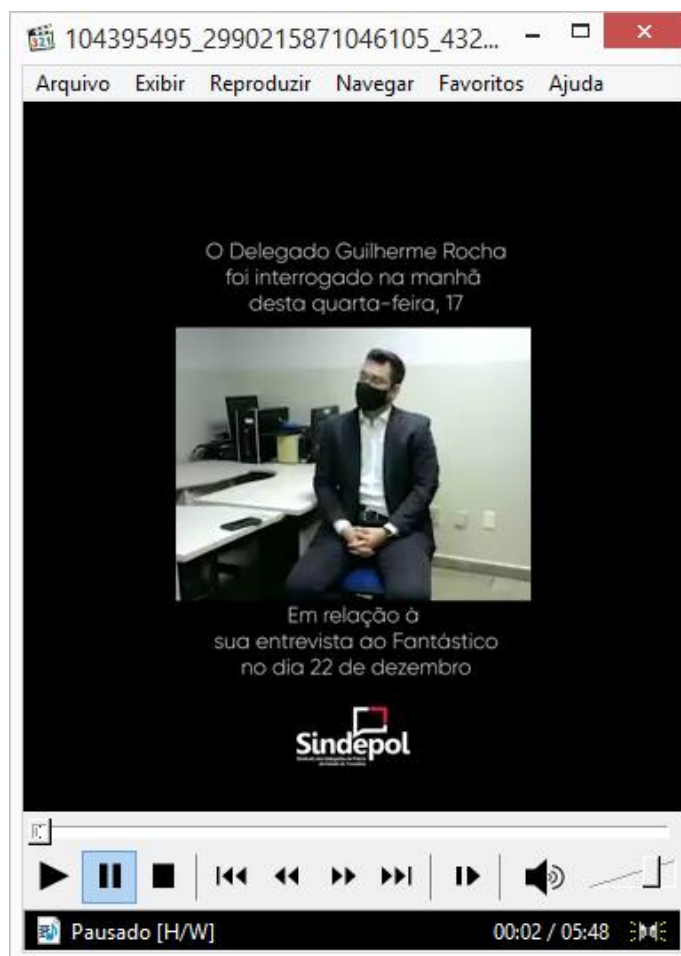 104395495_2990215871046105_432...
Arquivo Exibir Reproduzir Navegar Favoritos Ajuda
O Delegado Guilherme Rocha
foi interrogado na manhã
desta quarta-feira, 17
Em relação à
sua entrevista ao Fantástico
no dia 22 de dezembro
Sindepol
Pausado [H/W]
00:02 / 05:48